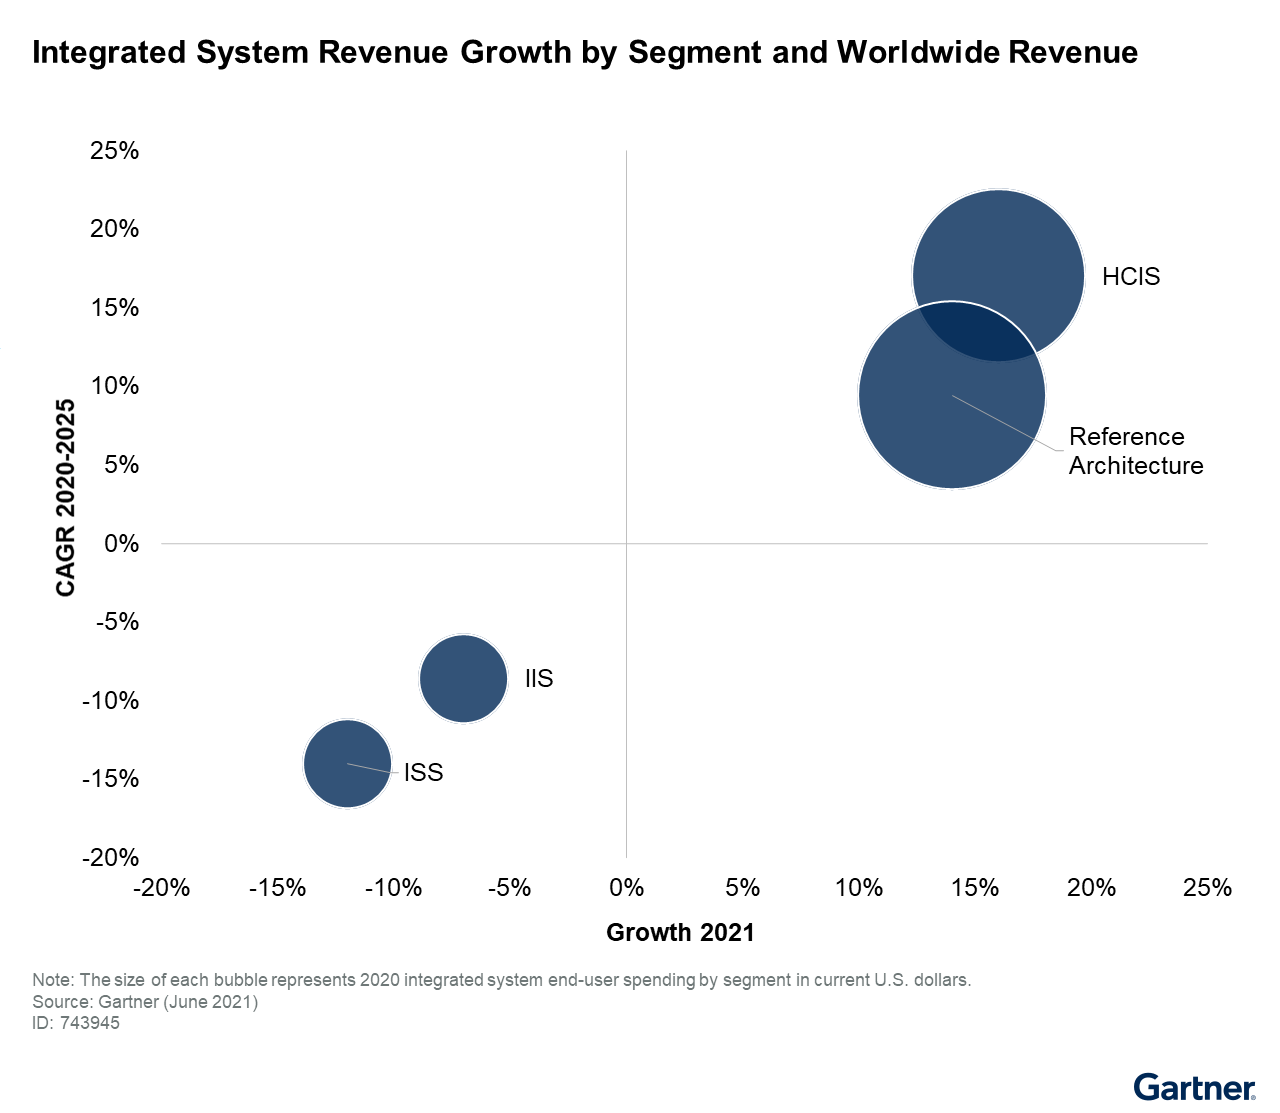 Integrated System Revenue Growth by Segment and Worldwide Revenue
25%
20%
15%
10%
5%
0%
-5%
-10%
-15%
-20%
CAGR 2020-2025
HCIS
Reference
Architecture
IIS
ISS
-20%
-15%
-10%
-5%
0%
5%
10%
15%
20%
25%
Growth 2021
Note: The size of each bubble represents 2020 integrated system end-user spending by segment in current U.S. dollars.
Source: Gartner (June 2021)
ID: 743945
Gartner®